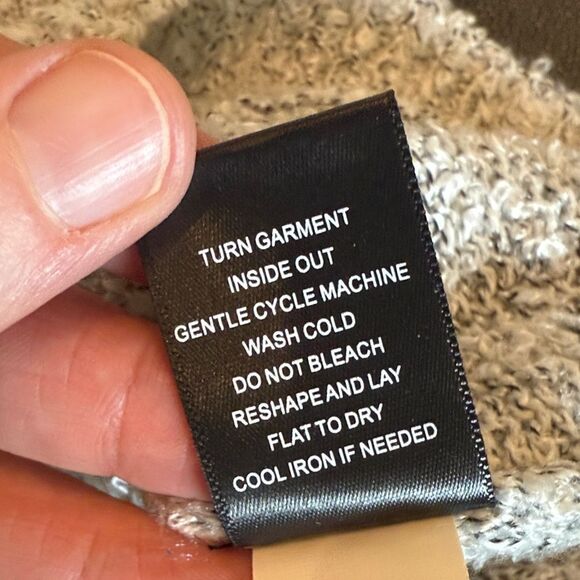 TURN GARMENT
INSIDE OUT
GENTLE CYCLE MACHINE
WASH COLD
DO NOT BLEACH
RESHAPE AND LAY
FLAT TO DRY
COOL IRON IF NEEDED